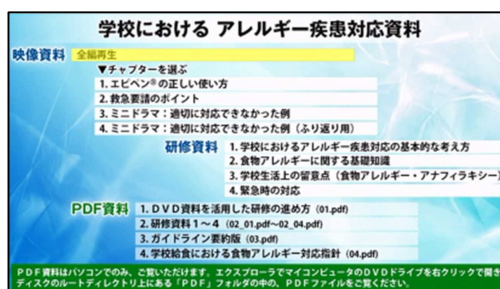 学校における アレルギー疾患対応資料
映像資料 全編再生
▼チャプターを選ぶ
1. エピペン®の正しい使い方
2. 救急要請のポイント
3. ミニドラマ：適切に対応できなかった例
4. ミニドラマ：適切に対応できなかった例（ふり返り用）
研修資料 1. 学校におけるアレルギー疾患対応の基本的な考え方
2. 食物アレルギーに関する基礎知識
3. 学校生活上の留意点（食物アレルギー・アナフィラキシー）
4. 緊急時の対応
PDF資料 1. DVD資料を活用した研修の進め方（01.pdf）
2. 研修資料1～4（02_01.pdf～02_04.pdf）
3. ガイドライン要約版（03.pdf）
4. 学校給食における食物アレルギー対応指針（04.pdf）
PDF資料はパソコンでのみ、ご覧いただけます。エクスプローラでマイコンピュータのDVDドライブを右クリックで開き
ディスクのルートディレクトリ上にある「PDF」フォルダの中の、PDFファイルをご覧ください。